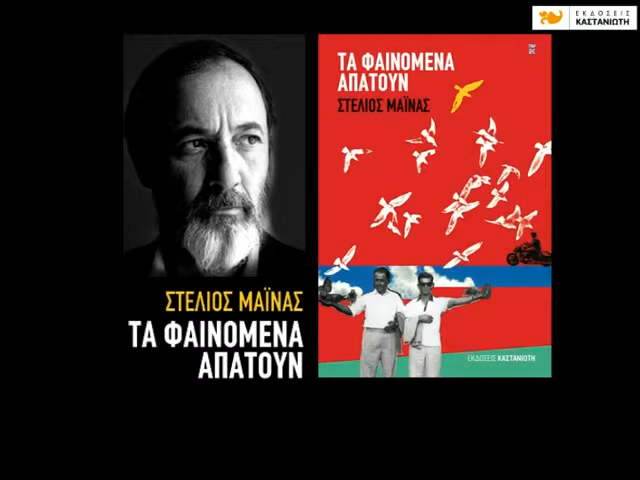 ΕΚΔΟΣΕΙΣ
ΚΑΣΤΑΝΙΩΤΗ
ΤΑ ΦΑΙΝΟΜΕΝΑ
ΑΠΑΤΟΥΝ
ΣΤΕΛΙΟΣ ΜΑΪΝΑΣ
ΣΤΕΛΙΟΣ ΜΑΪΝΑΣ
ΤΑ ΦΑΙΝΟΜΕΝΑ
ΑΠΑΤΟΥΝ
ΕΚΔΟΣΕΙΣ ΚΑΣΤΑΝΙΩΤΗ